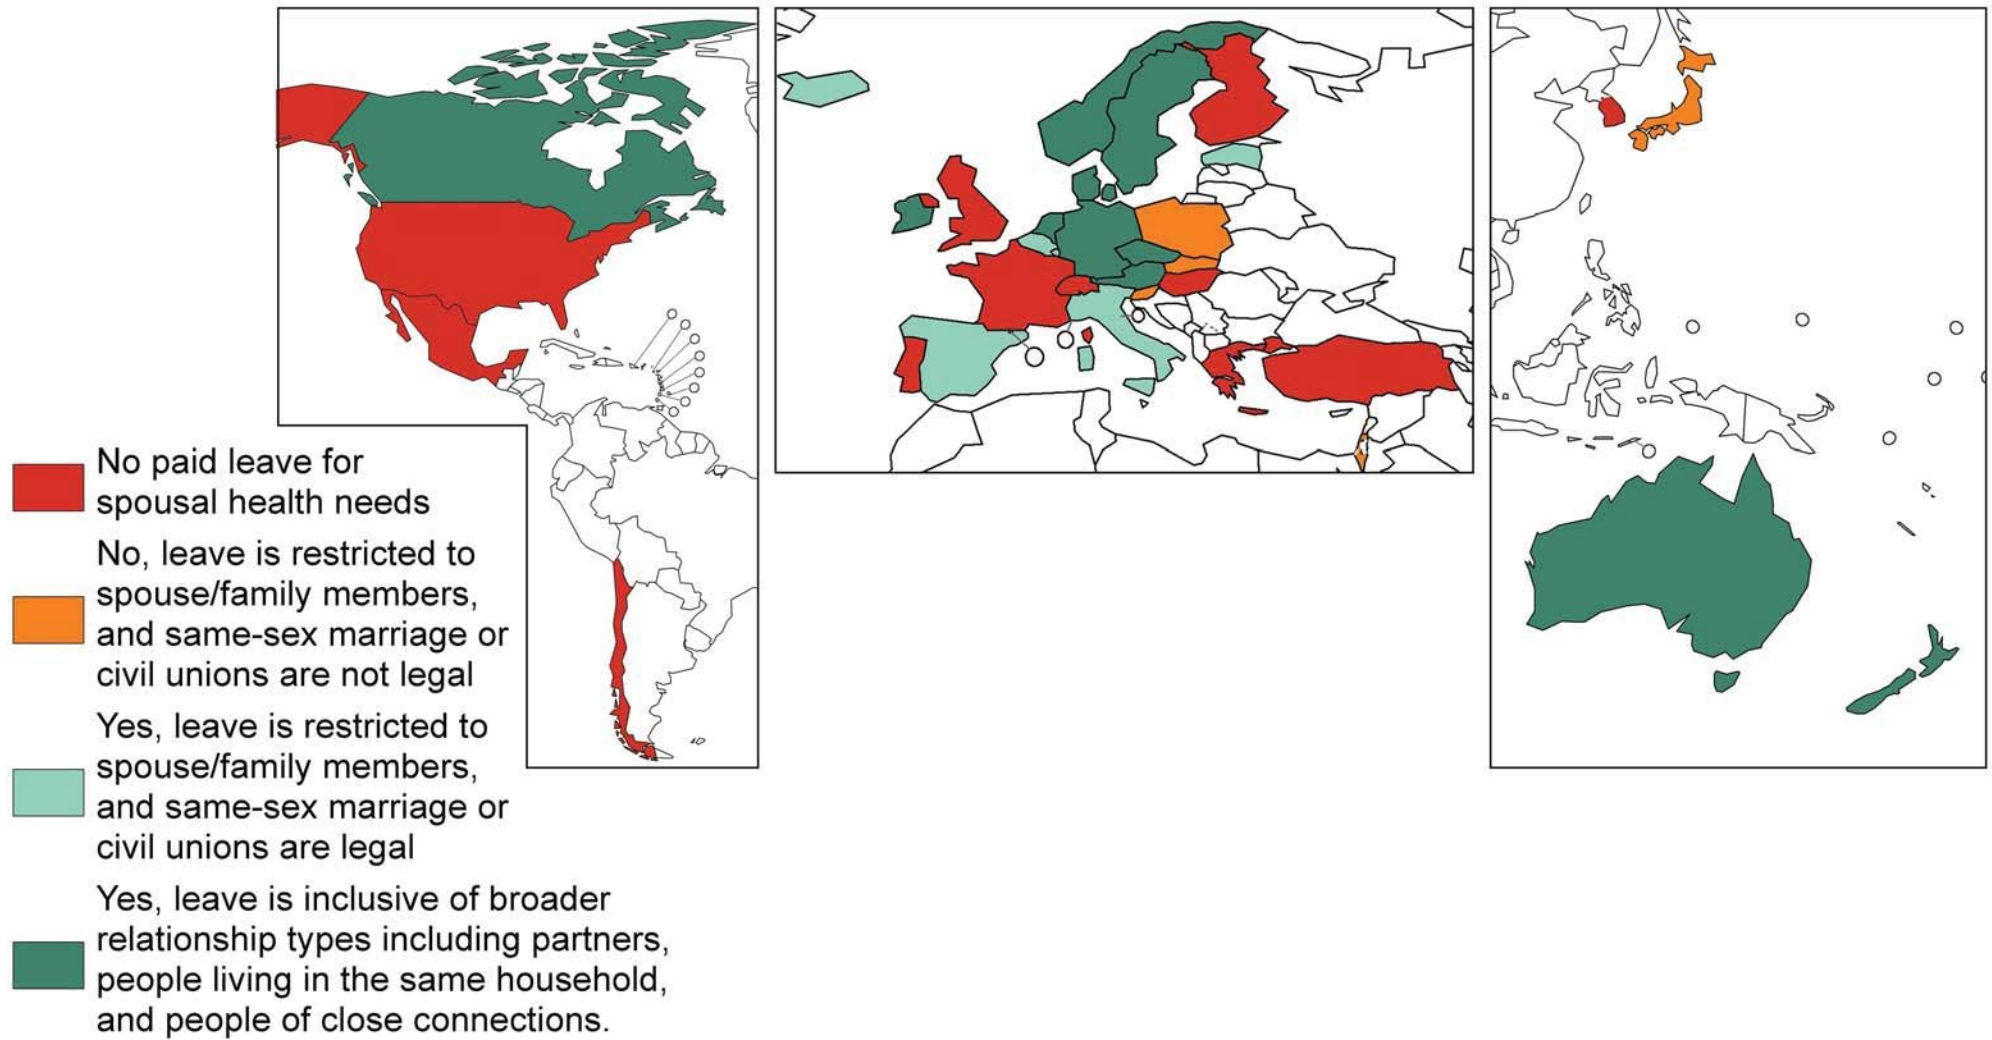 No paid leave for
spousal health needs
No, leave is restricted to
spouse/family members,
and same-sex marriage or
civil unions are not legal
Yes, leave is restricted to
spouse/family members,
and same-sex marriage or
civil unions are legal
Yes, leave is inclusive of broader
relationship types including partners,
people living in the same household,
and people of close connections.